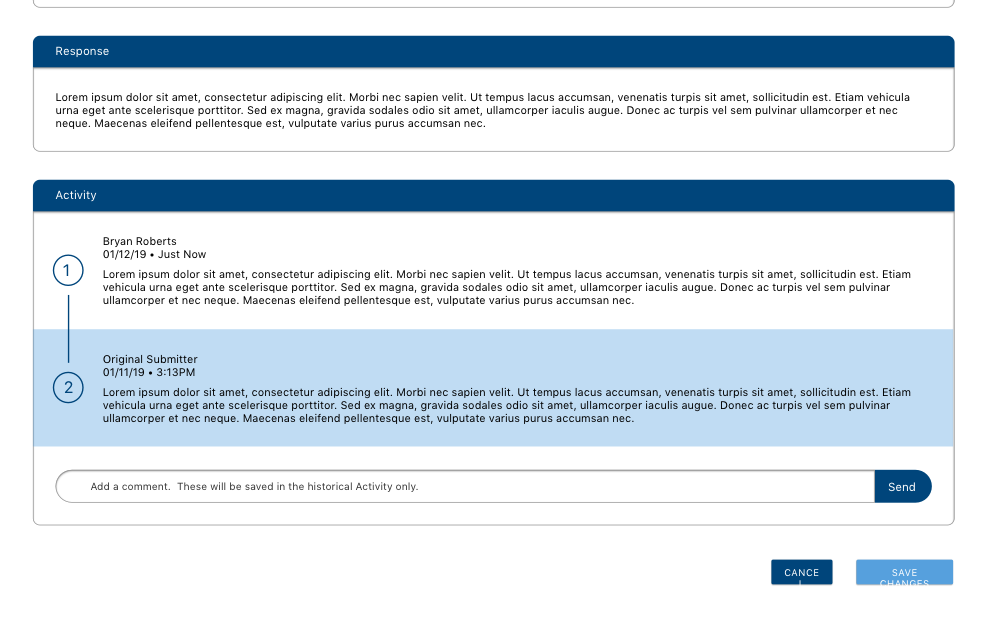 Response
Lorem ipsum dolor sit amet, consectetur adipiscing elit. Morbi nec sapien velit. Ut tempus lacus accumsan, venenatis turpis sit amet, sollicitudin est. Etiam vehicula
urna eget ante scelerisque porttitor. Sed ex magna, gravida sodales odio sit amet, ullamcorper iaculis augue. Donec ac turpis vel sem pulvinar ullamcorper et nec
neque. Maecenas eleifend pellentesque est, vulputate varius purus accumsan nec.
Activity
Bryan Roberts
01/12/19 • Just Now
1
Lorem ipsum dolor sit amet, consectetur adipiscing elit. Morbi nec sapien velit. Ut tempus lacus accumsan, venenatis turpis sit amet, sollicitudin est. Etiam
vehicula urna eget ante scelerisque porttitor. Sed ex magna, gravida sodales odio sit amet, ullamcorper iaculis augue. Donec ac turpis vel sem pulvinar
ullamcorper et nec neque. Maecenas eleifend pellentesque est, vulputate varius purus accumsan nec.
Original Submitter
01/11/19 • 3:13PM
2
Lorem ipsum dolor sit amet, consectetur adipiscing elit. Morbi nec sapien velit. Ut tempus lacus accumsan, venenatis turpis sit amet, sollicitudin est. Etiam
vehicula urna eget ante scelerisque porttitor. Sed ex magna, gravida sodales odio sit amet, ullamcorper iaculis augue. Donec ac turpis vel sem pulvinar
ullamcorper et nec neque. Maecenas eleifend pellentesque est, vulputate varius purus accumsan nec.
Add a comment.  These will be saved in the historical Activity only.
Send
CANCE
L
SAVE
CHANGES